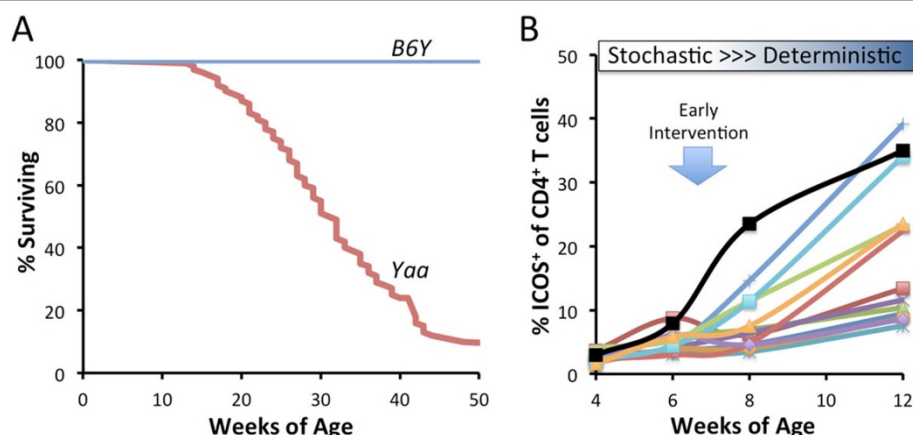 A
B6Y
100
80
60
40
20
0
% Surviving
Yaa
0 10 20 30 40 50
Weeks of Age
B
50
40
30
20
10
0
% ICOS⁺ of CD4⁺ T cells
Stochastic >>> Deterministic
Early
Intervention
4 6 8 10 12
Weeks of Age